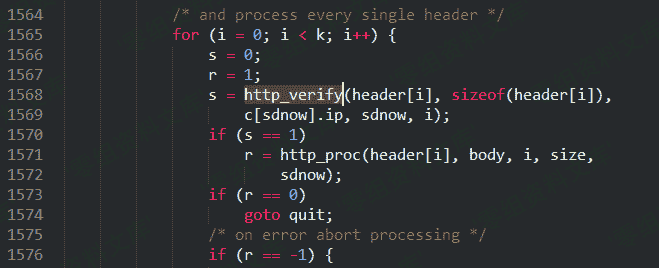 1564 /* and process every single header */
1565 for (i = 0; i < k; i++) {
1566 s = 0;
1567 r = 1;
1568 s = http_verify(header[i], sizeof(header[i]),
1569 c[sdnow].ip, sdnow, i);
1570 if (s == 1)
1571 r = http_proc(header[i], body, i, size,
1572 sdnow);
1573 if (r == 0)
1574 goto quit;
1575 /* on error abort processing */
1576 if (r == -1) {